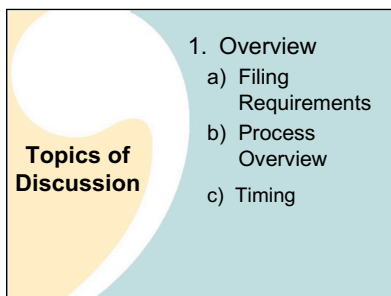 Topics of
Discussion
1. Overview
a) Filing
Requirements
b) Process
Overview
c) Timing